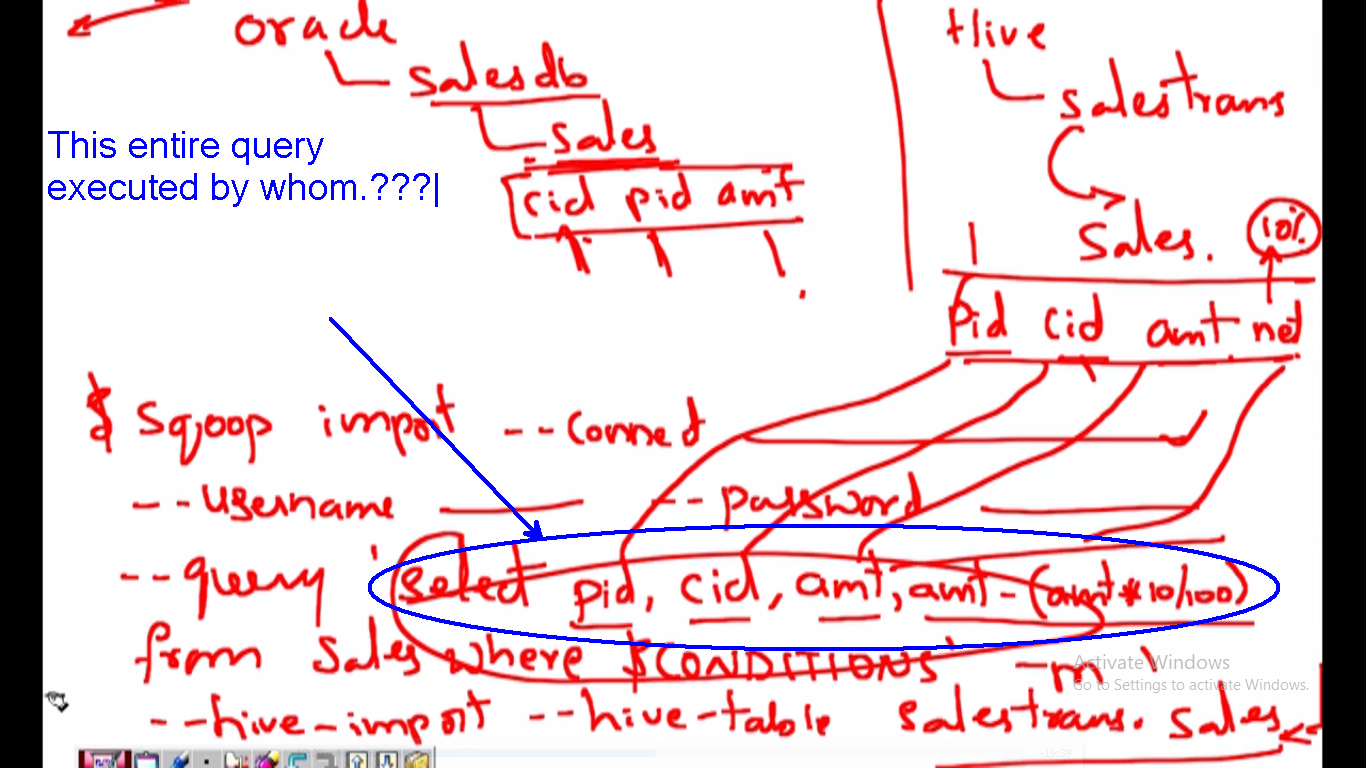 oracle
Hive
salesdb
salestrans
sales
This entire query
executed by whom.???|
cid pid amt
Sales. 10%
pid cid amt net
$ Sqoop import --connect
--username --password
--query 'select pid, cid, amt, amt-(amt*10/100)
from sales where $CONDITIONS' -m 1
Activate Windows
Go to Settings to activate Windows.
--hive-import --hive-table salestrans.sales
-19:39